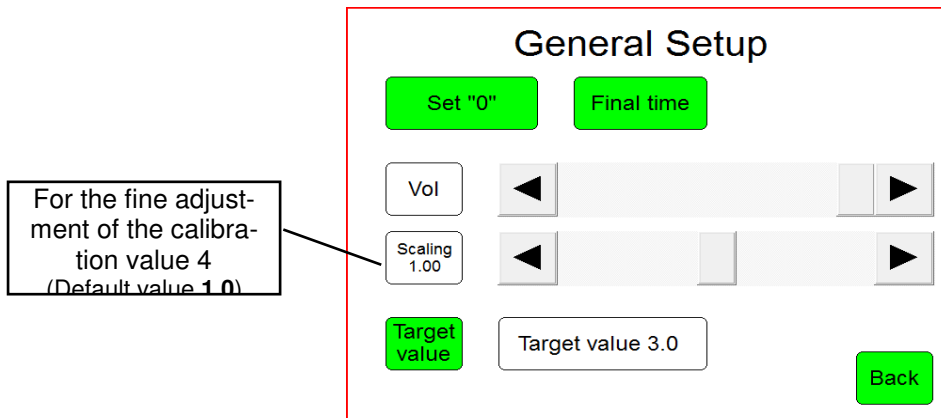 General Setup
Set "0"
Final time
Vol
For the fine adjust-
ment of the calibra-
tion value 4
(Default value 1.0)
Scaling
1.00
Target
value
Target value 3.0
Back